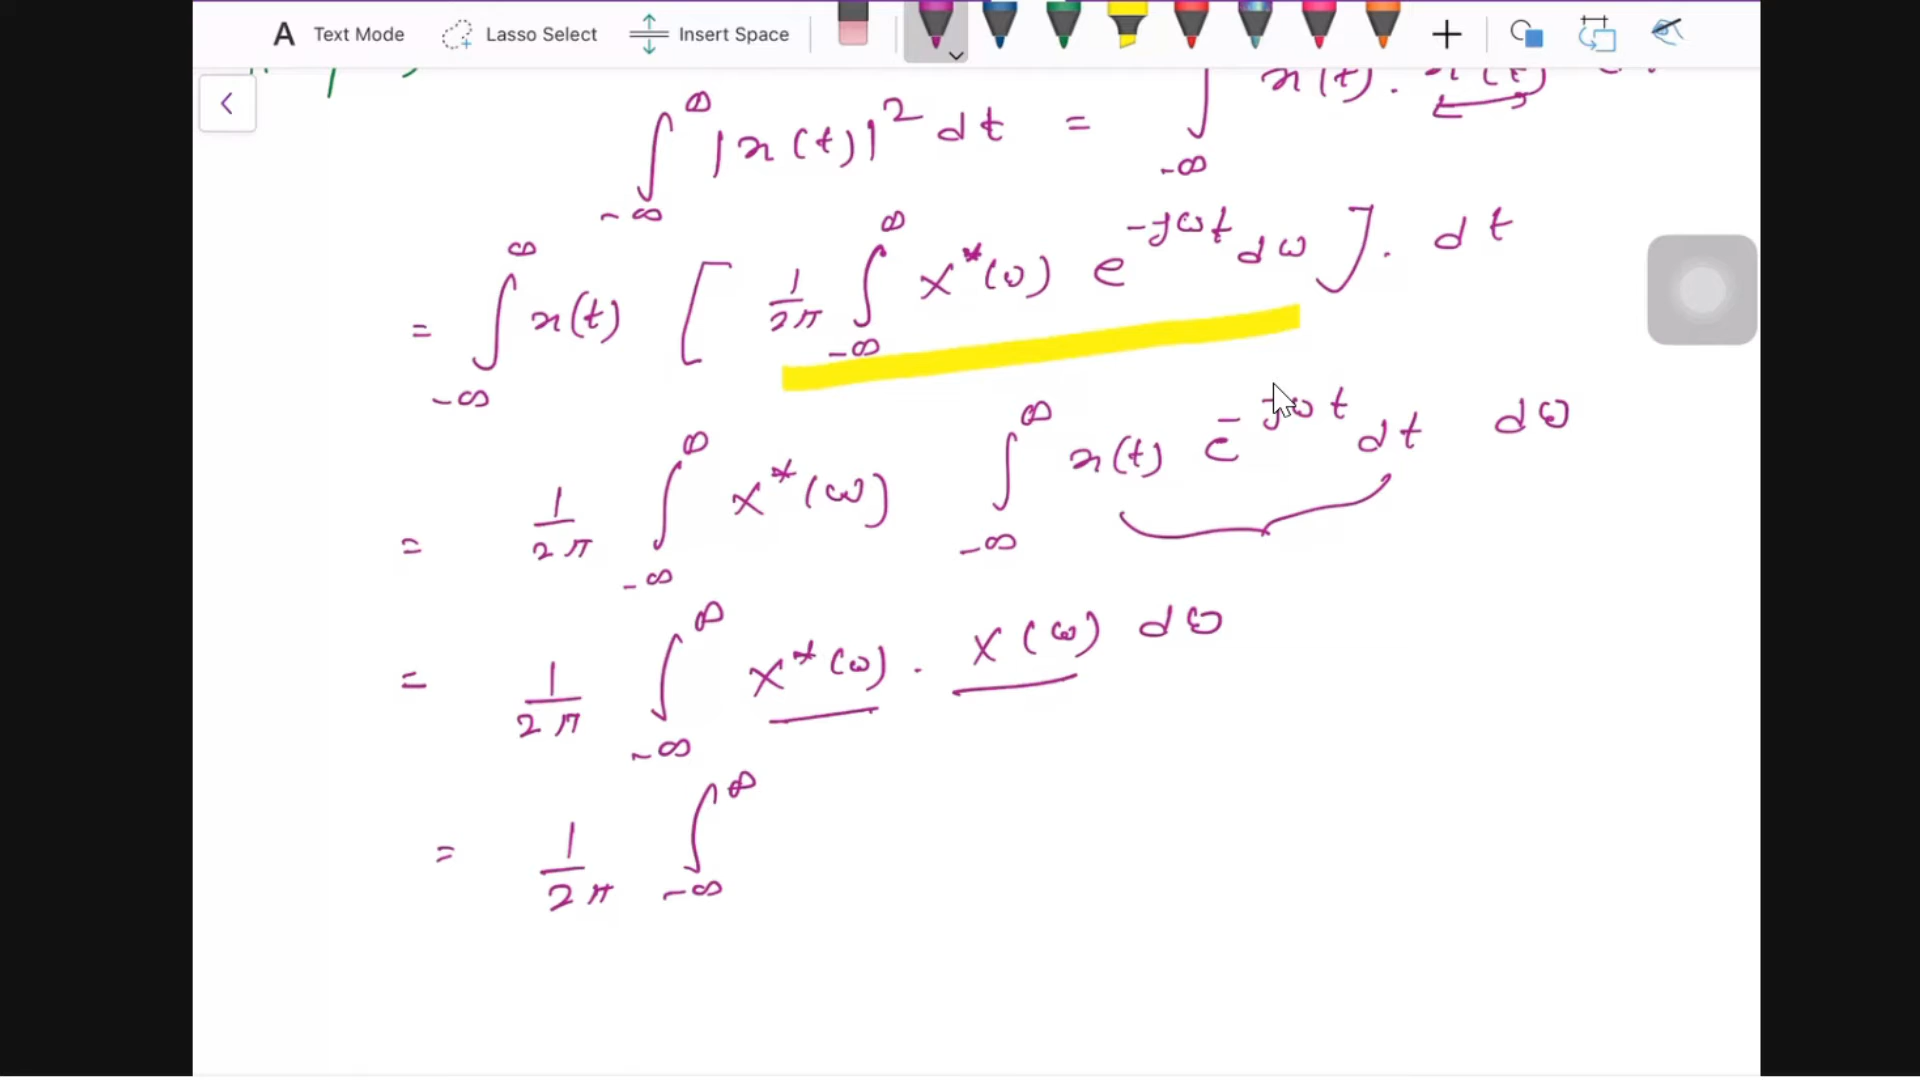 A Text Mode Lasso Select Insert Space
∫_{-∞}^{∞} |x(t)|² dt = ∫_{-∞} x(t) .
= ∫_{-∞}^{∞} x(t) [ 1/2π ∫_{-∞}^{∞} X*(ω) e^{-jωt} dω ] . dt
= 1/2π ∫_{-∞}^{∞} X*(ω) ∫_{-∞}^{∞} x(t) e^{-jωt} dt dω
= 1/2π ∫_{-∞}^{∞} X*(ω) . X(ω) dω
= 1/2π ∫_{-∞}^{∞}